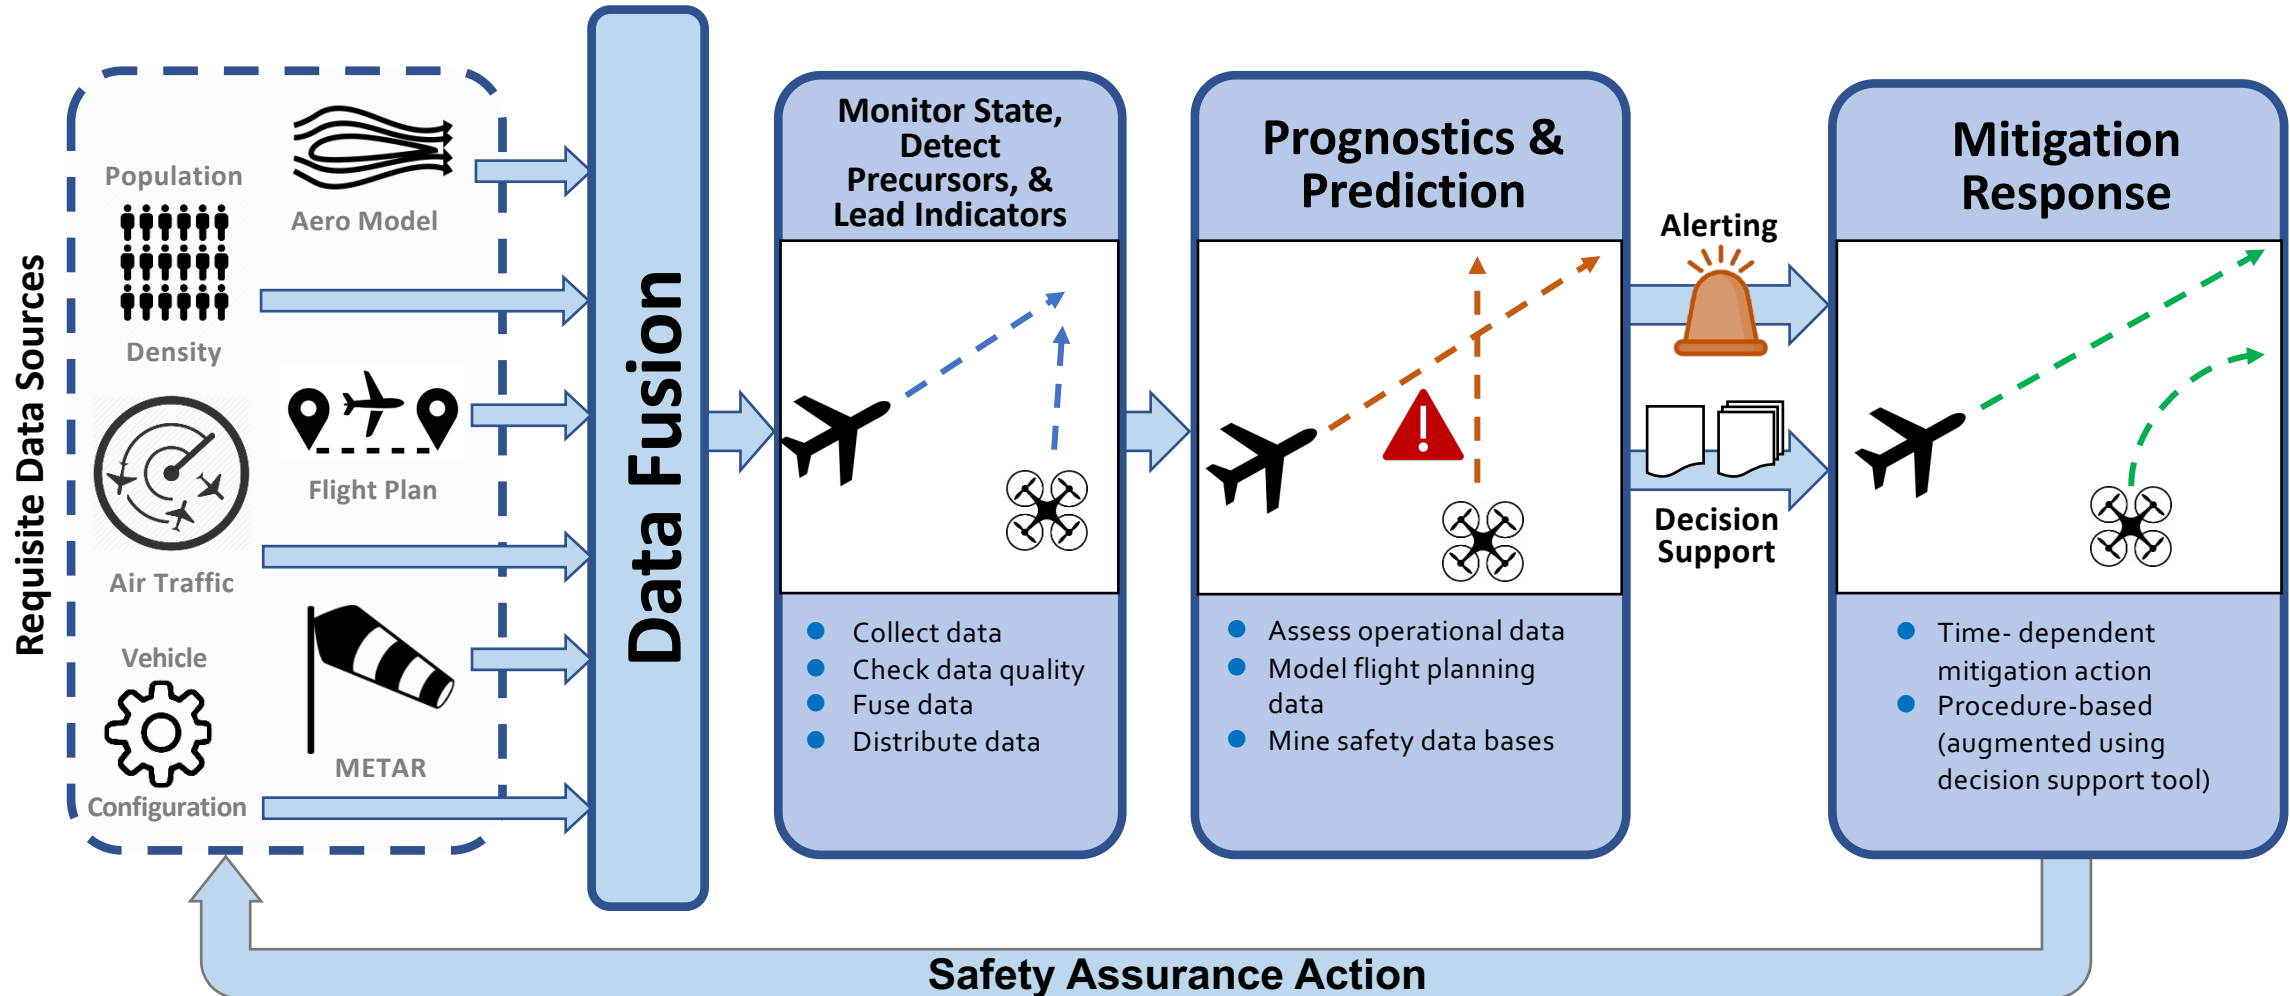 Requisite Data Sources
Population
Density
Aero Model
Flight Plan
Air Traffic
Vehicle
Configuration
METAR
Data Fusion
Monitor State,
Detect
Precursors, &
Lead Indicators
Collect data
Check data quality
Fuse data
Distribute data
Prognostics &
Prediction
Assess operational data
Model flight planning
data
Mine safety data bases
Alerting
Decision
Support
Mitigation
Response
Time- dependent
mitigation action
Procedure-based
(augmented using
decision support tool)
Safety Assurance Action